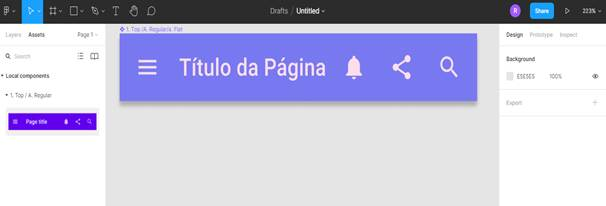 Drafts / Untitled
R
Share
223%
Layers Assets Page 1
Search
Local components
1. Top / A. Regular
Page title
1. Top /A. Regular/a. Flat
Título da Página
Design Prototype Inspect
Background
E5E5E5 100%
Export